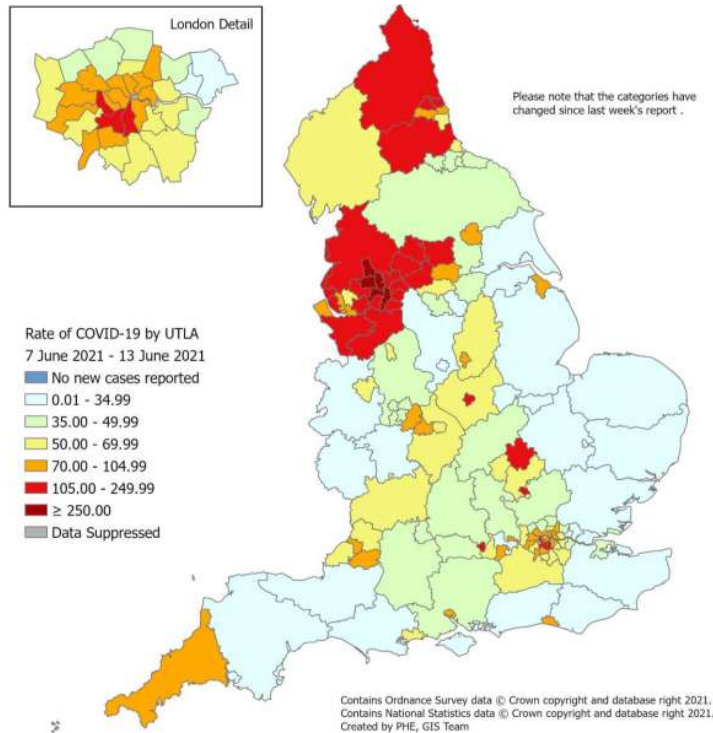 London Detail
Please note that the categories have
changed since last week's report .
Rate of COVID-19 by UTLA
7 June 2021 - 13 June 2021
No new cases reported
0.01 - 34.99
35.00 - 49.99
50.00 - 69.99
70.00 - 104.99
105.00 - 249.99
≥ 250.00
Data Suppressed
Contains Ordnance Survey data © Crown copyright and database right 2021.
Contains National Statistics data © Crown copyright and database right 2021.
Created by PHE, GIS Team